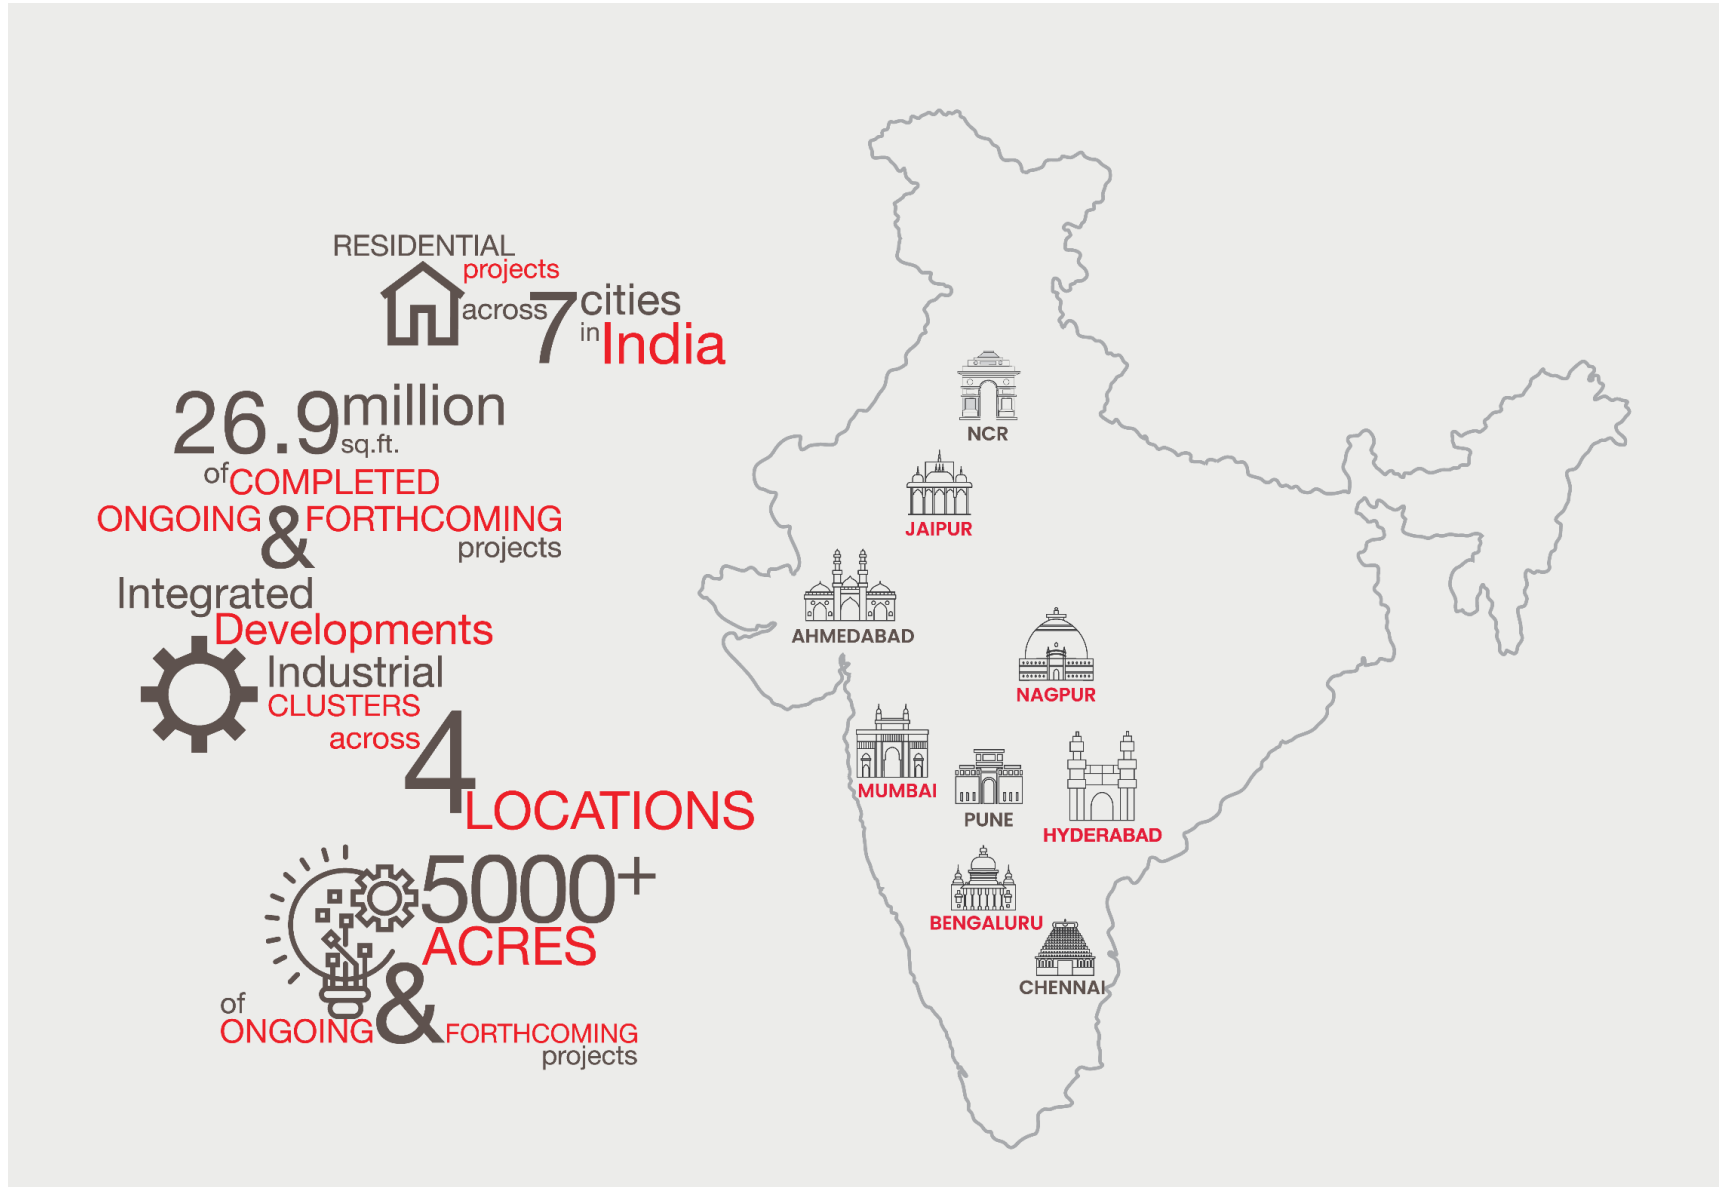 RESIDENTIAL
projects
across 7 cities
in India
26.9 million
sq.ft.
of COMPLETED
ONGOING & FORTHCOMING
projects
Integrated
Developments
Industrial
CLUSTERS
across 4
LOCATIONS
5000+
ACRES
of
ONGOING & FORTHCOMING
projects
NCR
JAIPUR
AHMEDABAD
NAGPUR
MUMBAI
PUNE
HYDERABAD
BENGALURU
CHENNAI